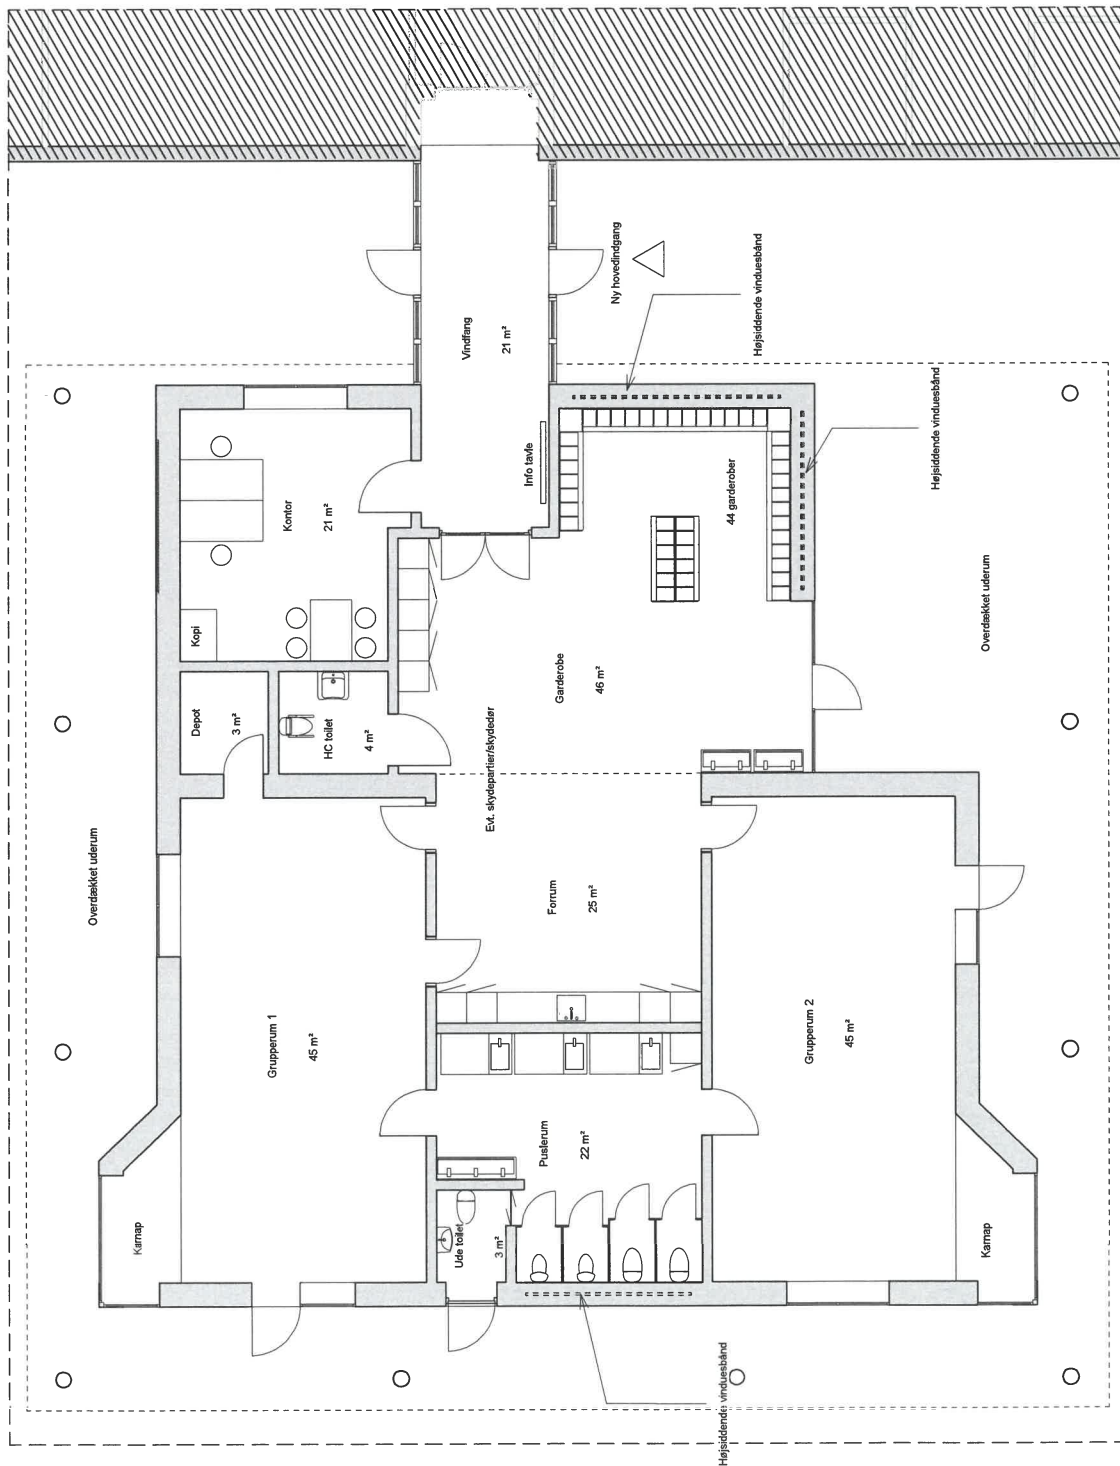 Overdækket uderum
Karnap
Grupperum 1
45 m²
Depot
3 m²
HC toilet
4 m²
Kopi
Kontor
21 m²
Ude toilet
3 m²
Puslerum
22 m²
Forrum
25 m²
Evt. skydepartier/skydedør
Garderobe
46 m²
Info tavle
Vindfang
21 m²
Ny hovedindgang
44 garderober
Højsiddende vinduesbånd
Højsiddende vinduesbånd
Højsiddende vinduesbånd
Grupperum 2
45 m²
Karnap
Overdækket uderum